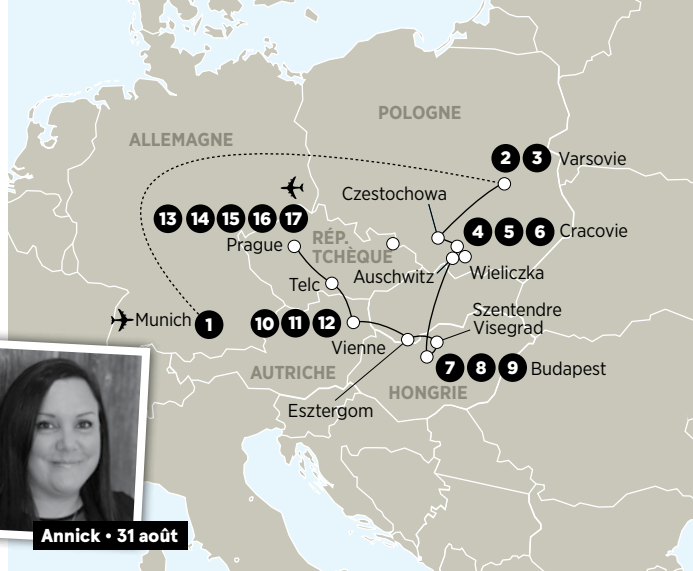 POLOGNE
ALLEMAGNE
2 3 Varsovie
Czestochowa
13 14 15 16 17
4 5 6 Cracovie
Prague
RÉP.
TCHÈQUE
Auschwitz
Wieliczka
Telc
Munich 1
10 11 12
Szentendre
Visegrad
Vienne
7 8 9 Budapest
AUTRICHE
HONGRIE
Esztergom
Annick • 31 août